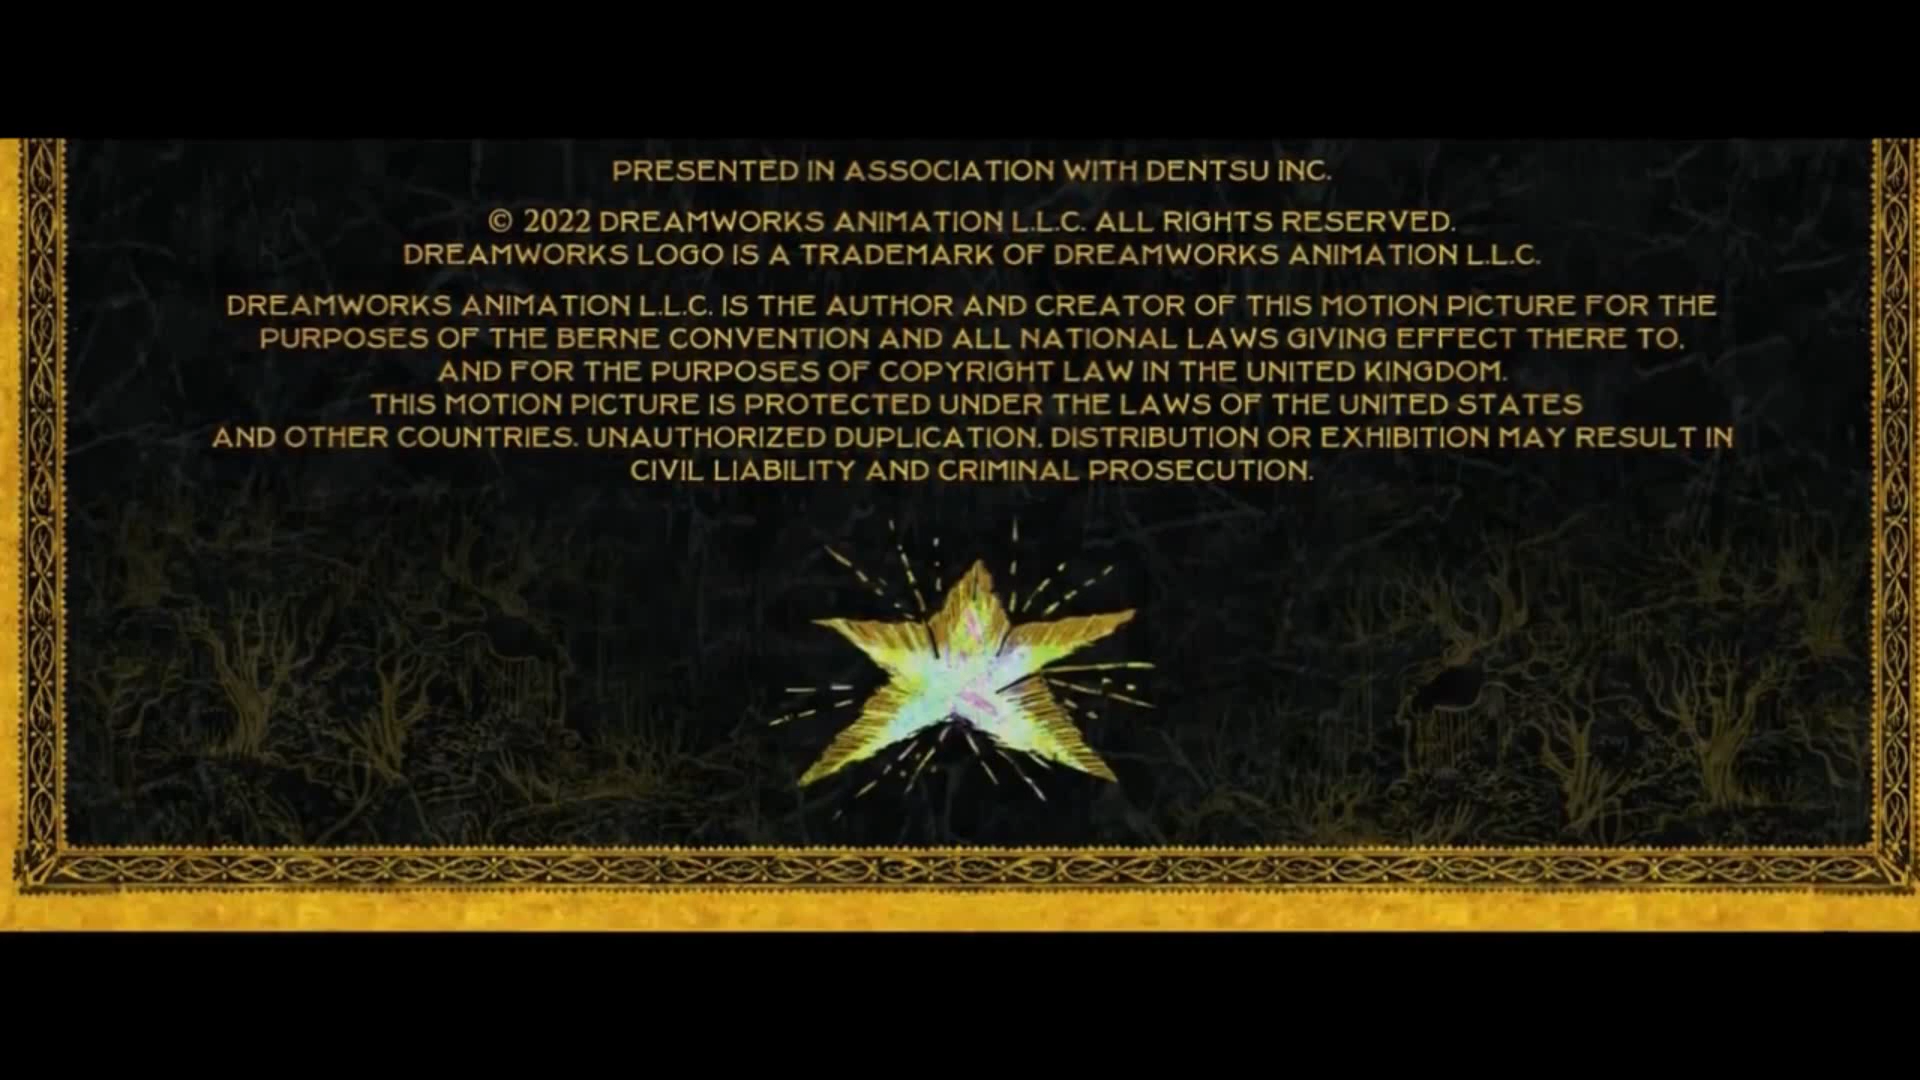 PRESENTED IN ASSOCIATION WITH DENTSU INC.
© 2022 DREAMWORKS ANIMATION L.L.C. ALL RIGHTS RESERVED.
DREAMWORKS LOGO IS A TRADEMARK OF DREAMWORKS ANIMATION L.L.C.
DREAMWORKS ANIMATION L.L.C. IS THE AUTHOR AND CREATOR OF THIS MOTION PICTURE FOR THE
PURPOSES OF THE BERNE CONVENTION AND ALL NATIONAL LAWS GIVING EFFECT THERE TO,
AND FOR THE PURPOSES OF COPYRIGHT LAW IN THE UNITED KINGDOM.
THIS MOTION PICTURE IS PROTECTED UNDER THE LAWS OF THE UNITED STATES
AND OTHER COUNTRIES. UNAUTHORIZED DUPLICATION, DISTRIBUTION OR EXHIBITION MAY RESULT IN
CIVIL LIABILITY AND CRIMINAL PROSECUTION.